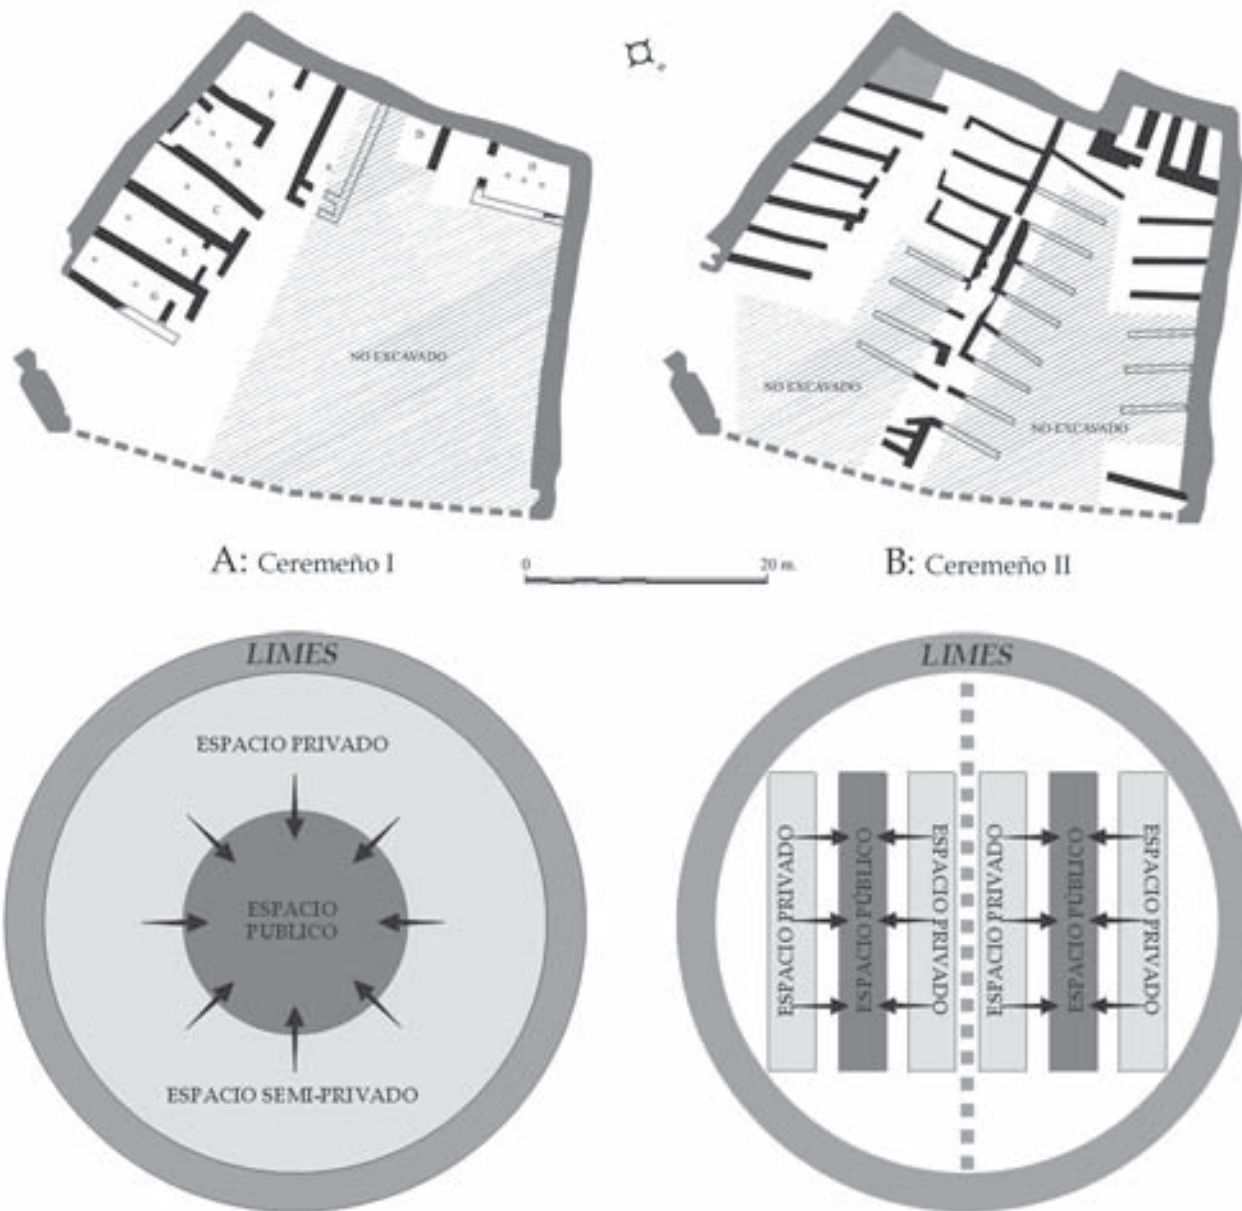 NO EXCAVADO
NO EXCAVADO
NO EXCAVADO
A: Ceremeño I
0
20 m.
B: Ceremeño II
LIMES
ESPACIO PRIVADO
ESPACIO
PUBLICO
ESPACIO SEMI-PRIVADO
LIMES
ESPACIO PRIVADO
ESPACIO PÚBLICO
ESPACIO PRIVADO
ESPACIO PRIVADO
ESPACIO PÚBLICO
ESPACIO PRIVADO